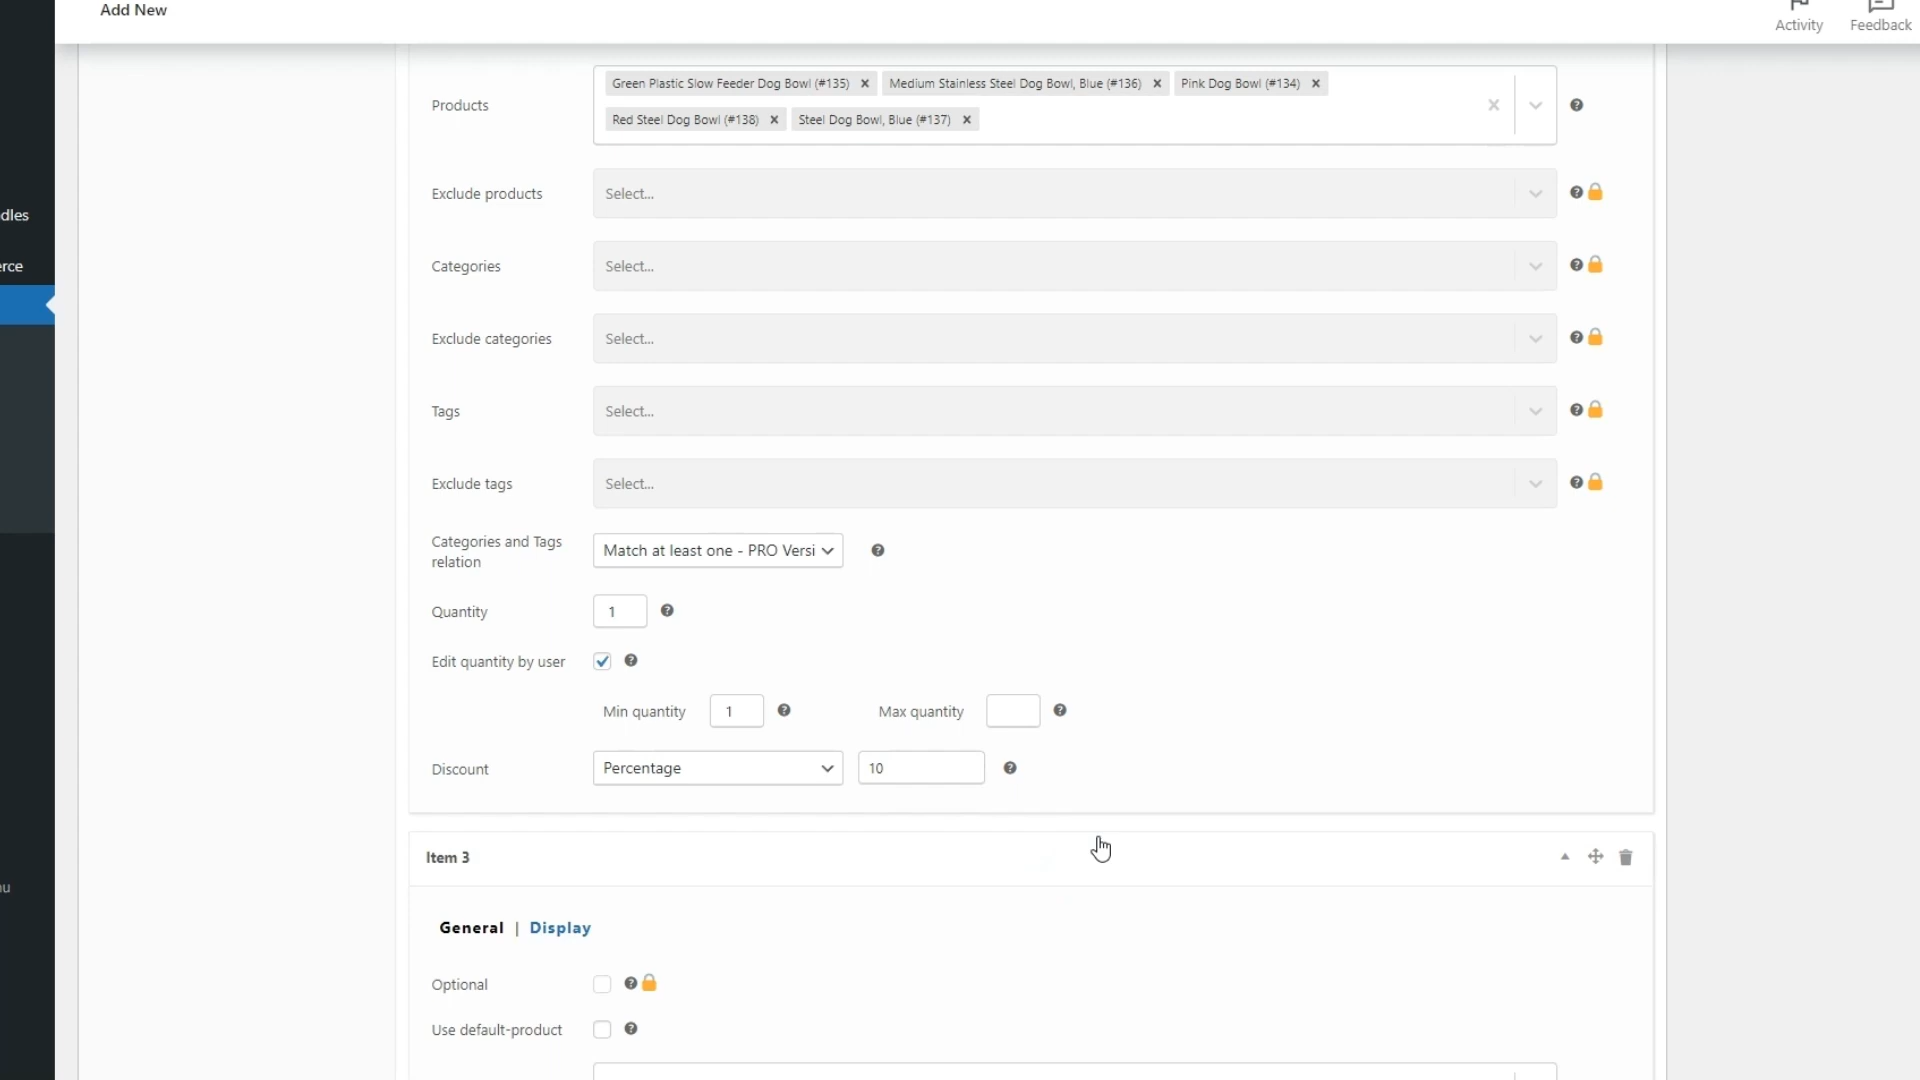 Add New
Activity
Feedback
Products
Green Plastic Slow Feeder Dog Bowl (#135)
Medium Stainless Steel Dog Bowl, Blue (#136)
Pink Dog Bowl (#134)
Red Steel Dog Bowl (#138)
Steel Dog Bowl, Blue (#137)
dles
Exclude products
Select...
erce
Categories
Select...
Exclude categories
Select...
Tags
Select...
Exclude tags
Select...
Categories and Tags
relation
Match at least one - PRO Versi
Quantity
1
Edit quantity by user
Min quantity
1
Max quantity
Discount
Percentage
10
Item 3
nu
General | Display
Optional
Use default-product